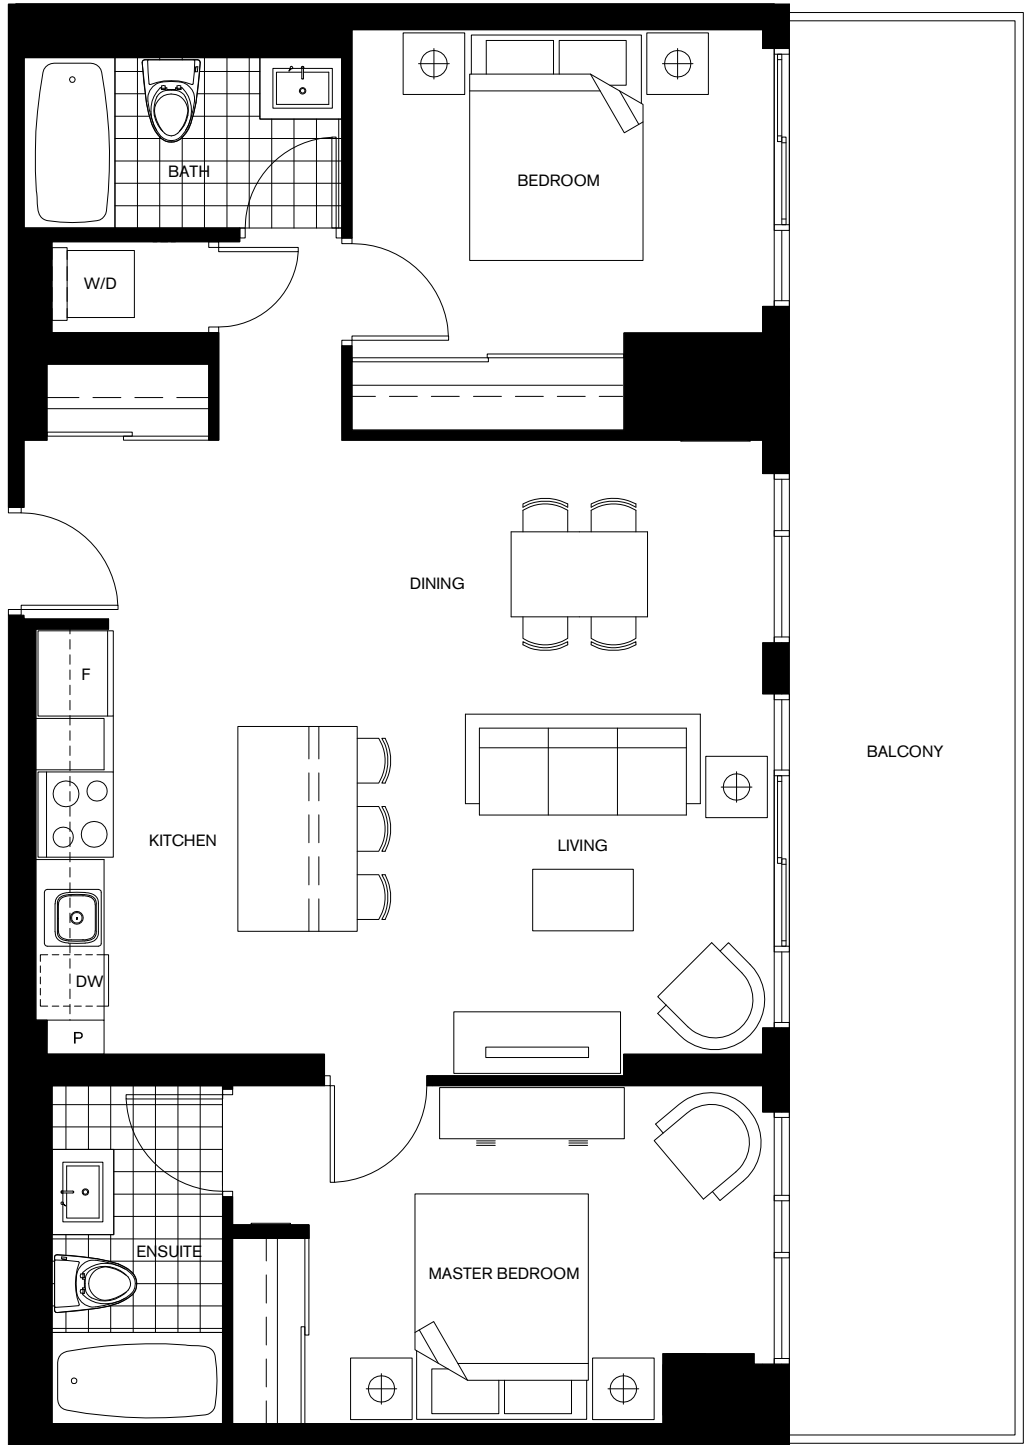 BATH
BEDROOM
W/D
DINING
F
BALCONY
KITCHEN
LIVING
DW
P
ENSUITE
MASTER BEDROOM